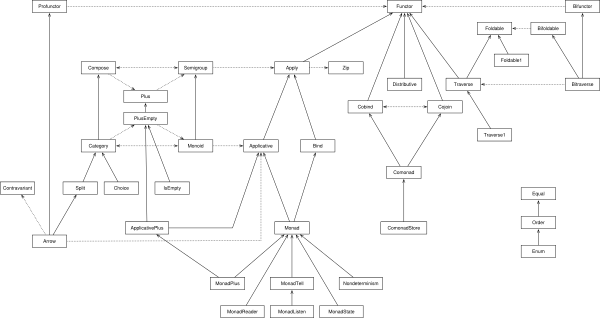 Profunctor
Functor
Bifunctor
Foldable
Bifoldable
Foldable1
Compose
Semigroup
Apply
Zip
Distributive
Traverse
Bitraverse
Plus
PlusEmpty
Cobind
Cojoin
Traverse1
Category
Monoid
Applicative
Bind
Comonad
Contravariant
Split
Choice
IsEmpty
Equal
ApplicativePlus
Monad
ComonadStore
Order
Arrow
Enum
MonadPlus
MonadTell
Nondeterminism
MonadReader
MonadListen
MonadState